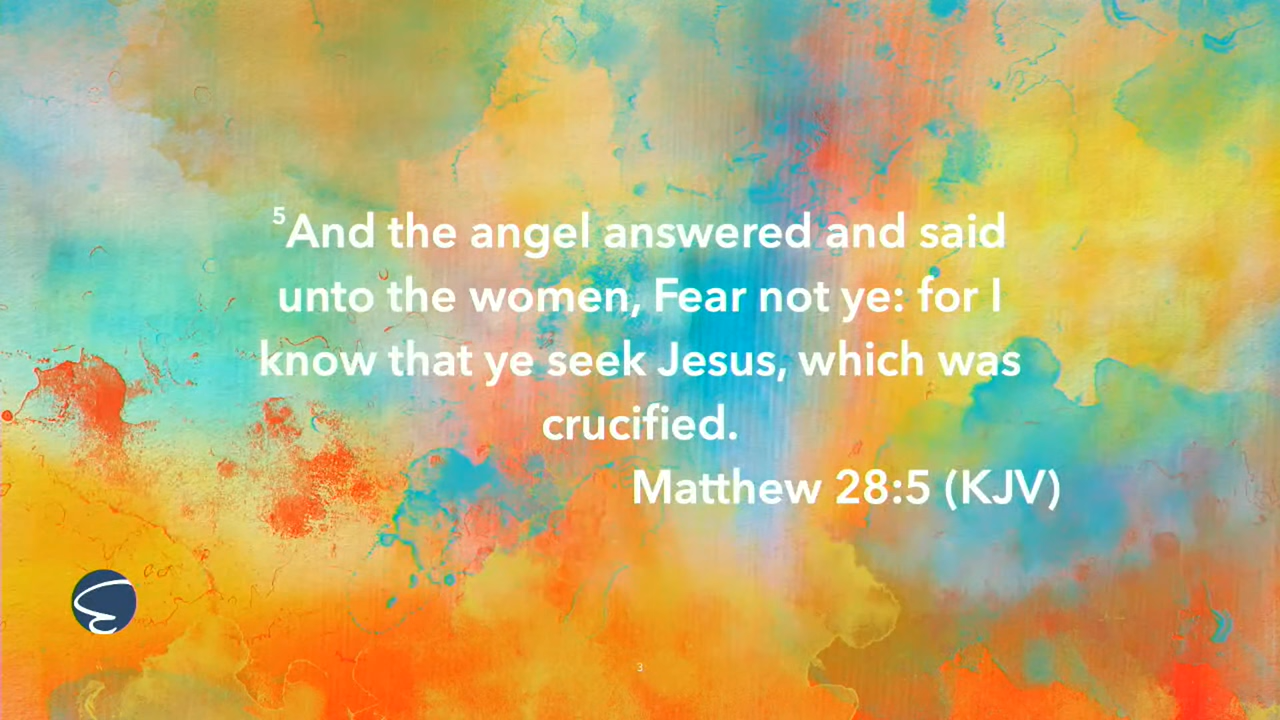 ⁵And the angel answered and said
unto the women, Fear not ye: for I
know that ye seek Jesus, which was
crucified.
Matthew 28:5 (KJV)
3